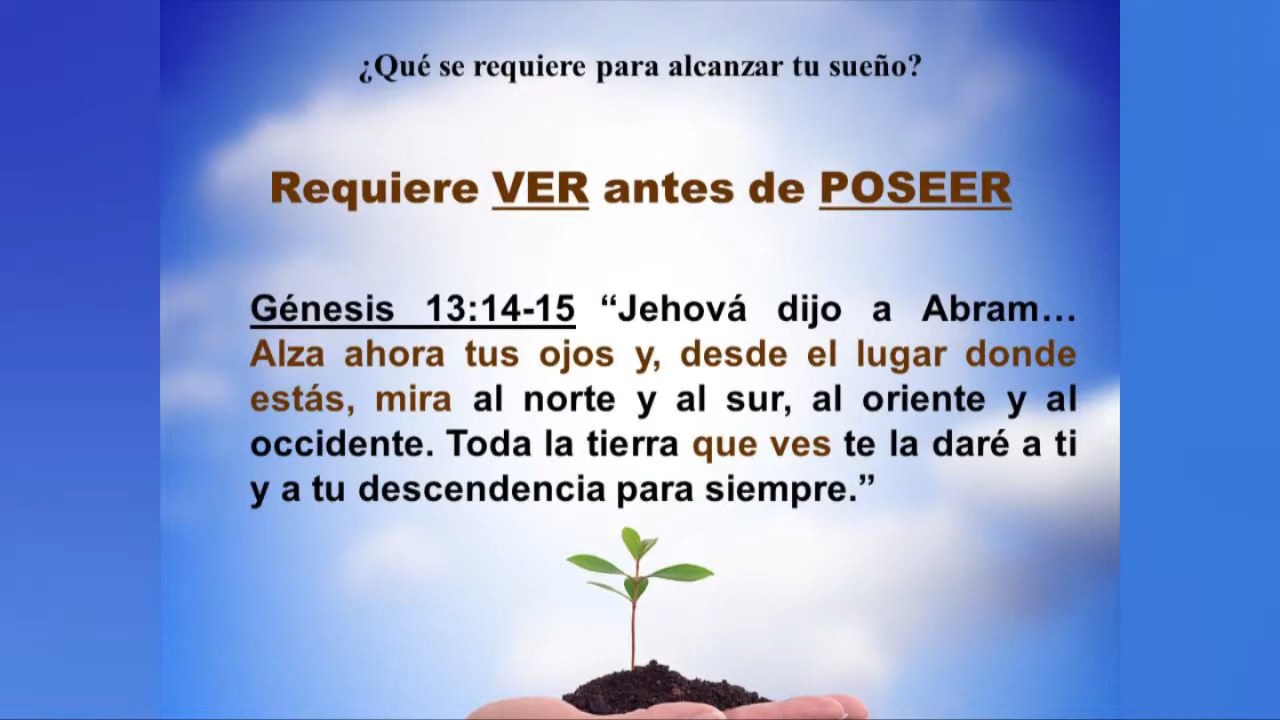 ¿Qué se requiere para alcanzar tu sueño?
Requiere VER antes de POSEER
Génesis 13:14-15 “Jehová dijo a Abram…
Alza ahora tus ojos y, desde el lugar donde
estás, mira al norte y al sur, al oriente y al
occidente. Toda la tierra que ves te la daré a ti
y a tu descendencia para siempre.”